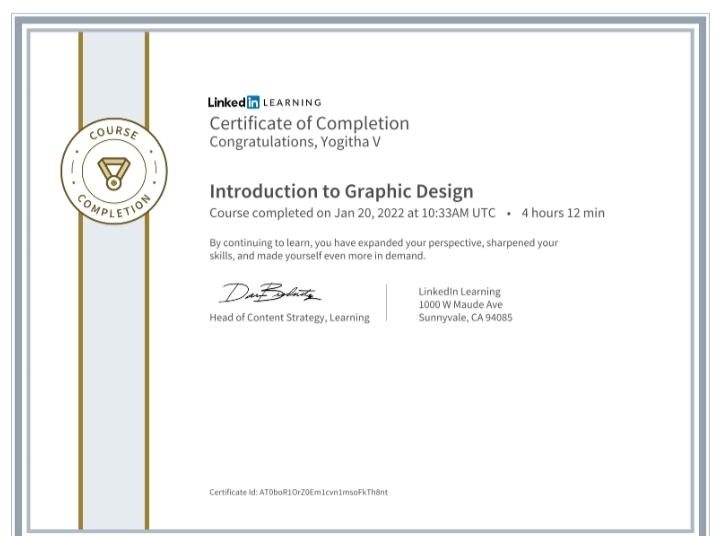 COURSE
COMPLETION
Linked in LEARNING
Certificate of Completion
Congratulations, Yogitha V
Introduction to Graphic Design
Course completed on Jan 20, 2022 at 10:33AM UTC • 4 hours 12 min
By continuing to learn, you have expanded your perspective, sharpened your
skills, and made yourself even more in demand.
Head of Content Strategy, Learning
LinkedIn Learning
1000 W Maude Ave
Sunnyvale, CA 94085
Certificate Id: AT0boR1OrZ0Em1cvn1msoFkTh8nt